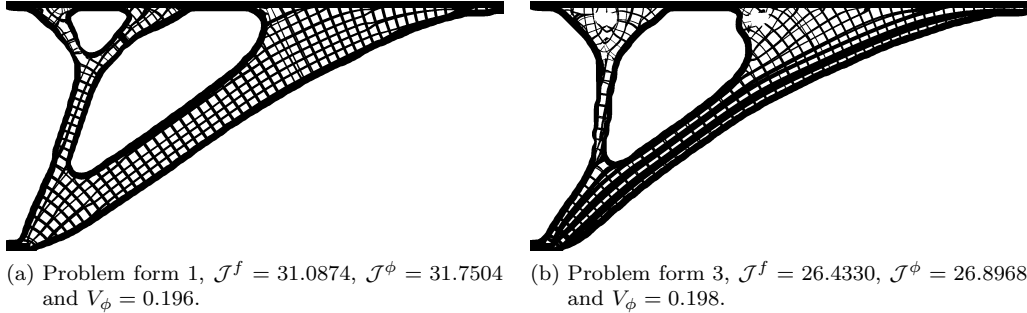 (a) Problem form 1, 𝒥^f = 31.0874, 𝒥^ϕ = 31.7504
and V_ϕ = 0.196.
(b) Problem form 3, 𝒥^f = 26.4330, 𝒥^ϕ = 26.8968
and V_ϕ = 0.198.